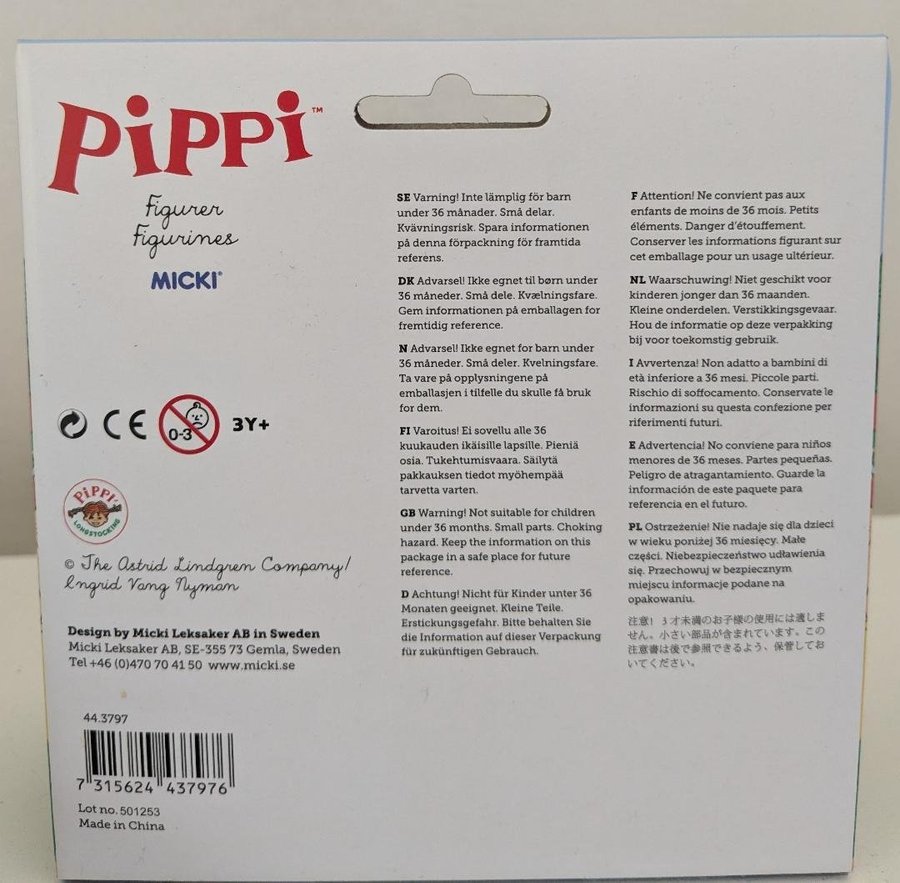 PiPPi™
Figurer
Figurines
MICKI®
CE
0-3
3Y+
PiPPi
LONGSTOCKING
© The Astrid Lindgren Company/
Ingrid Vang Nyman
Design by Micki Leksaker AB in Sweden
Micki Leksaker AB, SE-355 73 Gemla, Sweden
Tel +46 (0)470 70 41 50 www.micki.se
44.3797
7 315624 437976
Lot no. 501253
Made in China
SE Varning! Inte lämplig för barn
under 36 månader. Små delar.
Kvävningsrisk. Spara informationen
på denna förpackning för framtida
referens.
DK Advarsel! Ikke egnet til børn under
36 måneder. Små dele. Kvælningsfare.
Gem informationen på emballagen for
fremtidig reference.
N Advarsel! Ikke egnet for barn under
36 måneder. Små deler. Kvelningsfare.
Ta vare på opplysningene på
emballasjen i tilfelle du skulle få bruk
for dem.
FI Varoitus! Ei sovellu alle 36
kuukauden ikäisille lapsille. Pieniä
osia. Tukehtumisvaara. Säilytä
pakkauksen tiedot myöhempää
tarvetta varten.
GB Warning! Not suitable for children
under 36 months. Small parts. Choking
hazard. Keep the information on this
package in a safe place for future
reference.
D Achtung! Nicht für Kinder unter 36
Monaten geeignet. Kleine Teile.
Erstickungsgefahr. Bitte behalten Sie
die Information auf dieser Verpackung
für zukünftigen Gebrauch.
F Attention! Ne convient pas aux
enfants de moins de 36 mois. Petits
éléments. Danger d'étouffement.
Conserver les informations figurant sur
cet emballage pour un usage ultérieur.
NL Waarschuwing! Niet geschikt voor
kinderen jonger dan 36 maanden.
Kleine onderdelen. Verstikkingsgevaar.
Hou de informatie op deze verpakking
bij voor toekomstig gebruik.
I Avvertenza! Non adatto a bambini di
età inferiore a 36 mesi. Piccole parti.
Rischio di soffocamento. Conservate le
informazioni su questa confezione per
riferimenti futuri.
E Advertencia! No conviene para niños
menores de 36 meses. Partes pequeñas.
Peligro de atragantamiento. Guarde la
información de este paquete para
referencia en el futuro.
PL Ostrzeżenie! Nie nadaje się dla dzieci
w wieku poniżej 36 miesięcy. Małe
części. Niebezpieczeństwo udławienia
się. Przechowuj w bezpiecznym
miejscu informacje podane na
opakowaniu.
注意! 3才未満のお子様の使用には適しま
せん。小さい部品が含まれています。この
注意書は後で参照できるよう、保管してお
いてください。